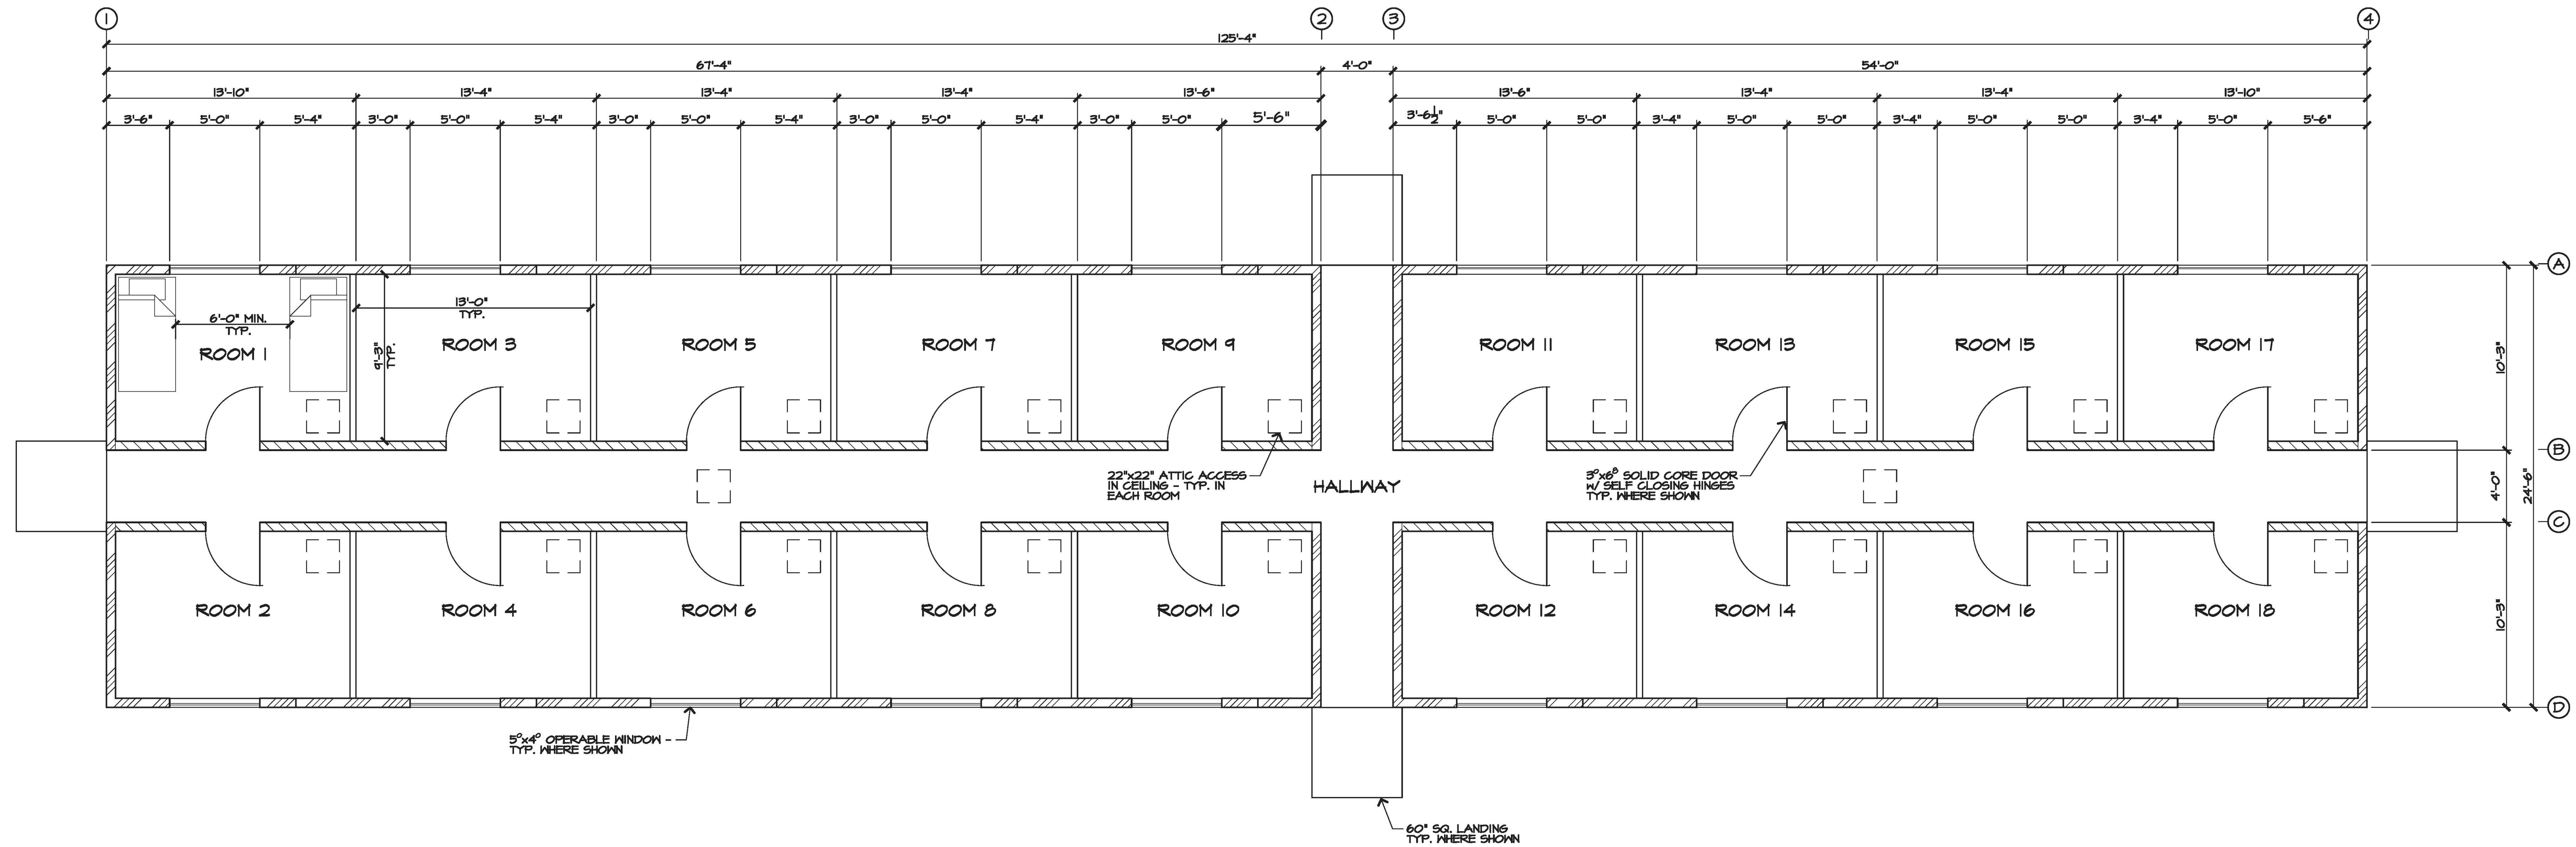 1 2 3 4
125'-4"
67'-4" 4'-0" 54'-0"
13'-10" 13'-4" 13'-4" 13'-4" 13'-6" 13'-6" 13'-4" 13'-4" 13'-10"
3'-6" 5'-0" 5'-4" 3'-0" 5'-0" 5'-4" 3'-0" 5'-0" 5'-4" 3'-0" 5'-0" 5'-4" 3'-0" 5'-0" 5'-6" 3'-6½" 5'-0" 5'-0" 3'-4" 5'-0" 5'-0" 3'-4" 5'-0" 5'-0" 3'-4" 5'-0" 5'-6"
A
13'-0"
TYP.
6'-0" MIN.
TYP.
9'-3"
TYP.
ROOM 1 ROOM 3 ROOM 5 ROOM 7 ROOM 9 ROOM 11 ROOM 13 ROOM 15 ROOM 17
10'-3"
B
22"x22" ATTIC ACCESS
IN CEILING - TYP. IN
EACH ROOM
HALLWAY
3⁰x6⁸ SOLID CORE DOOR
w/ SELF CLOSING HINGES
TYP. WHERE SHOWN
4'-0"
24'-6"
C
ROOM 2 ROOM 4 ROOM 6 ROOM 8 ROOM 10 ROOM 12 ROOM 14 ROOM 16 ROOM 18
10'-3"
D
5⁰x4⁰ OPERABLE WINDOW -
TYP. WHERE SHOWN
60" SQ. LANDING
TYP. WHERE SHOWN